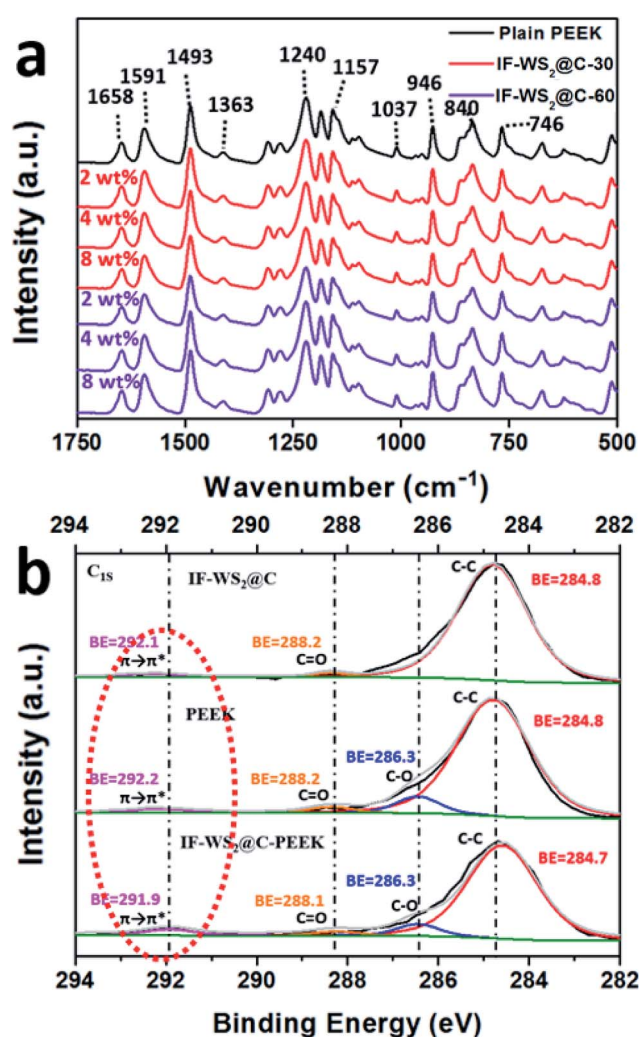 a
1658
1591
1493
1363
1240
1157
1037
946
840
746
Plain PEEK
IF-WS₂@C-30
IF-WS₂@C-60
2 wt%
4 wt%
8 wt%
2 wt%
4 wt%
8 wt%
Intensity (a.u.)
1750 1500 1250 1000 750 500
Wavenumber (cm⁻¹)
294 292 290 288 286 284 282
b
C₁S
IF-WS₂@C
C-C
BE=284.8
BE=292.1
π→π*
BE=288.2
C=O
PEEK
C-C
BE=284.8
BE=286.3
C-O
BE=292.2
π→π*
BE=288.2
C=O
IF-WS₂@C-PEEK
C-C
BE=284.7
BE=286.3
C-O
BE=291.9
π→π*
BE=288.1
C=O
Intensity (a.u.)
294 292 290 288 286 284 282
Binding Energy (eV)